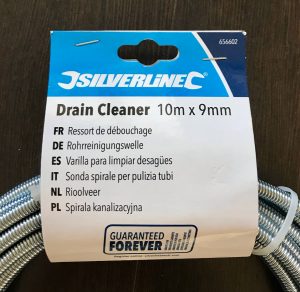 656602
SILVERLINE
Drain Cleaner 10m x 9mm
FR Ressort de débouchage
DE Rohrreinigungswelle
ES Varilla para limpiar desagües
IT Sonda spirale per pulizia tubi
NL Rioolveer
PL Spirala kanalizacyjna
GUARANTEED
FOREVER